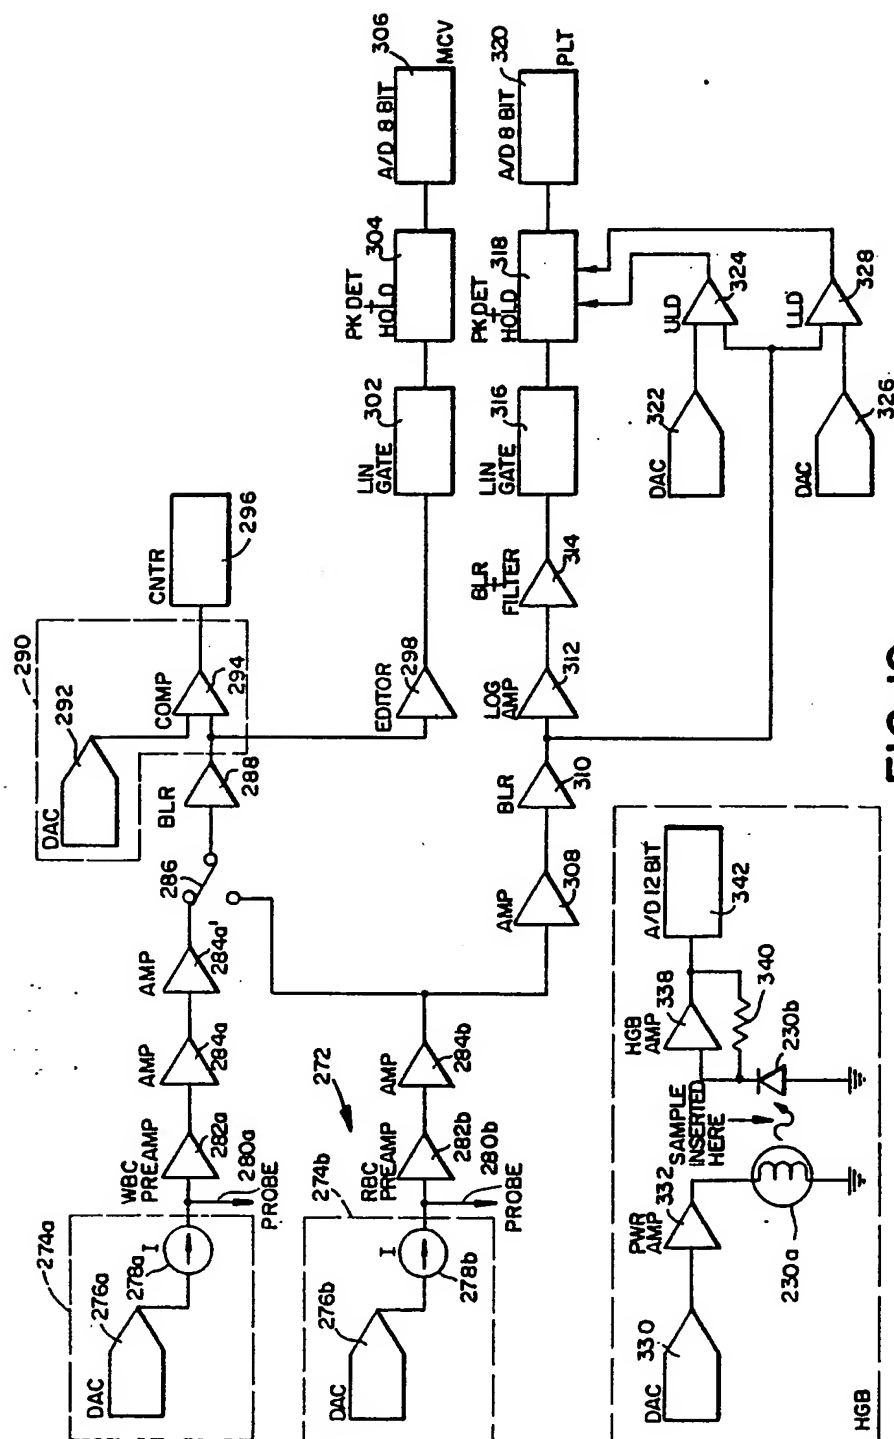 274a
276a
DAC
278a
I
WBC
PREAMP
282a
280a
PROBE
AMP
284a
AMP
284a'
286
BLR
288
290
DAC
292
COMP
294
CNTR
296
EDITOR
298
LIN
GATE
302
PK DET
+
HOLD
304
A/D 8 BIT
306
MCV
272
274b
276b
DAC
I
278b
RBC
PREAMP
282b
280b
PROBE
AMP
284b
AMP
308
BLR
310
LOG
AMP
312
BLR
+
FILTER
314
LIN
GATE
316
PK DET
+
HOLD
318
A/D 8 BIT
320
PLT
DAC
322
ULD
324
DAC
326
LLD
328
HGB
DAC
330
PWR
AMP
332
230a
SAMPLE
INSERTED
HERE
230b
HGB
AMP
338
340
A/D 12 BIT
342